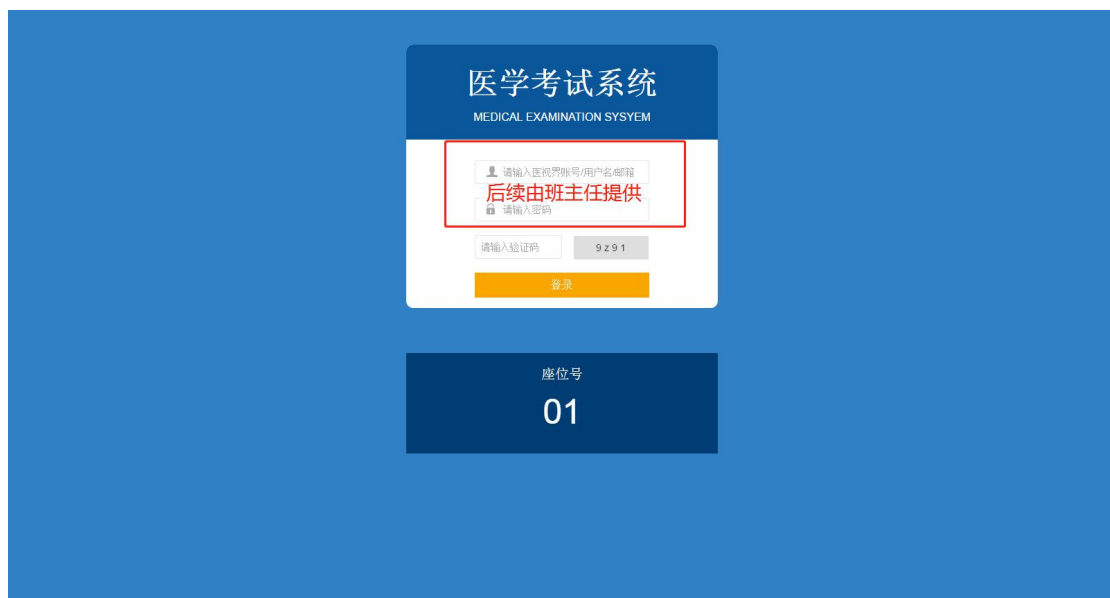 医学考试系统
MEDICAL EXAMINATION SYSYEM
请输入医视界账号/用户名/邮箱
后续由班主任提供
请输入密码
请输入验证码 9z91
登录
座位号
01